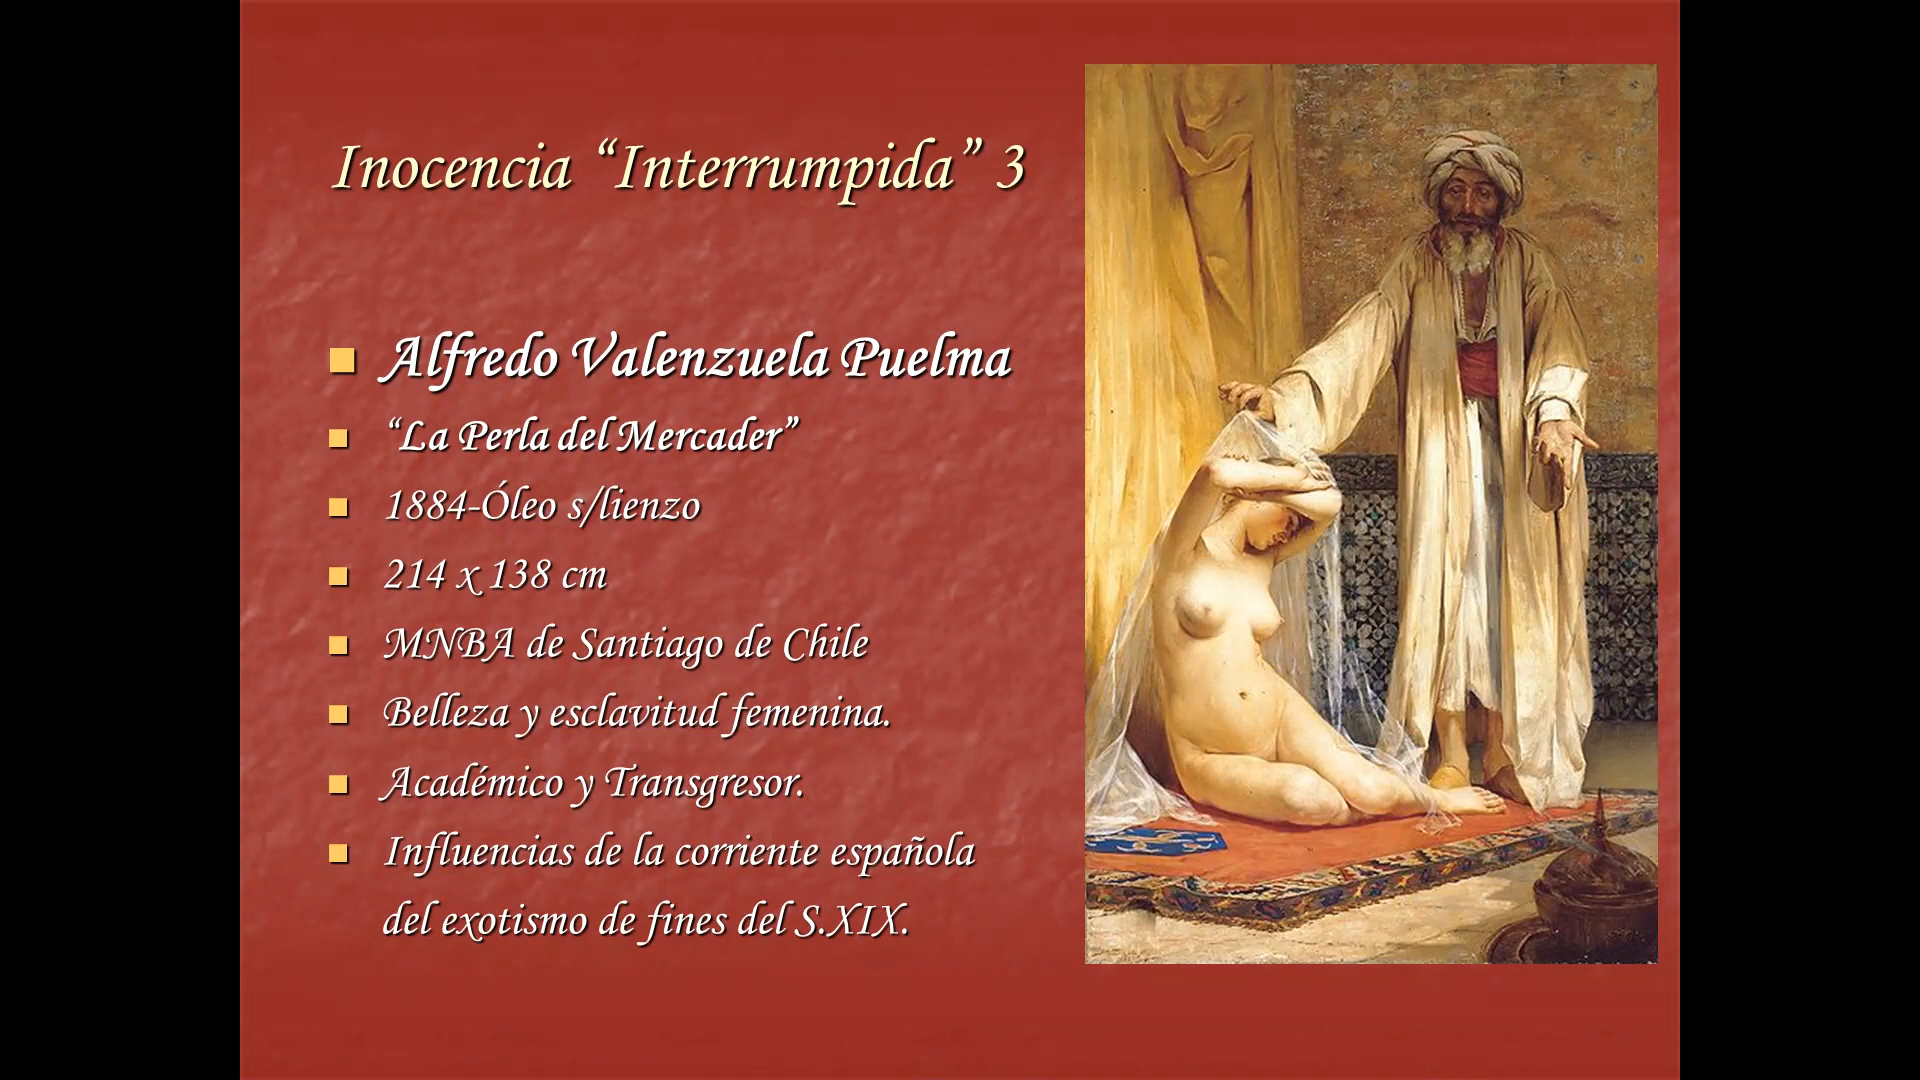 Inocencia “Interrumpida” 3
Alfredo Valenzuela Puelma
“La Perla del Mercader”
1884-Óleo s/lienzo
214 x 138 cm
MNBA de Santiago de Chile
Belleza y esclavitud femenina.
Académico y Transgresor.
Influencias de la corriente española
del exotismo de fines del S.XIX.